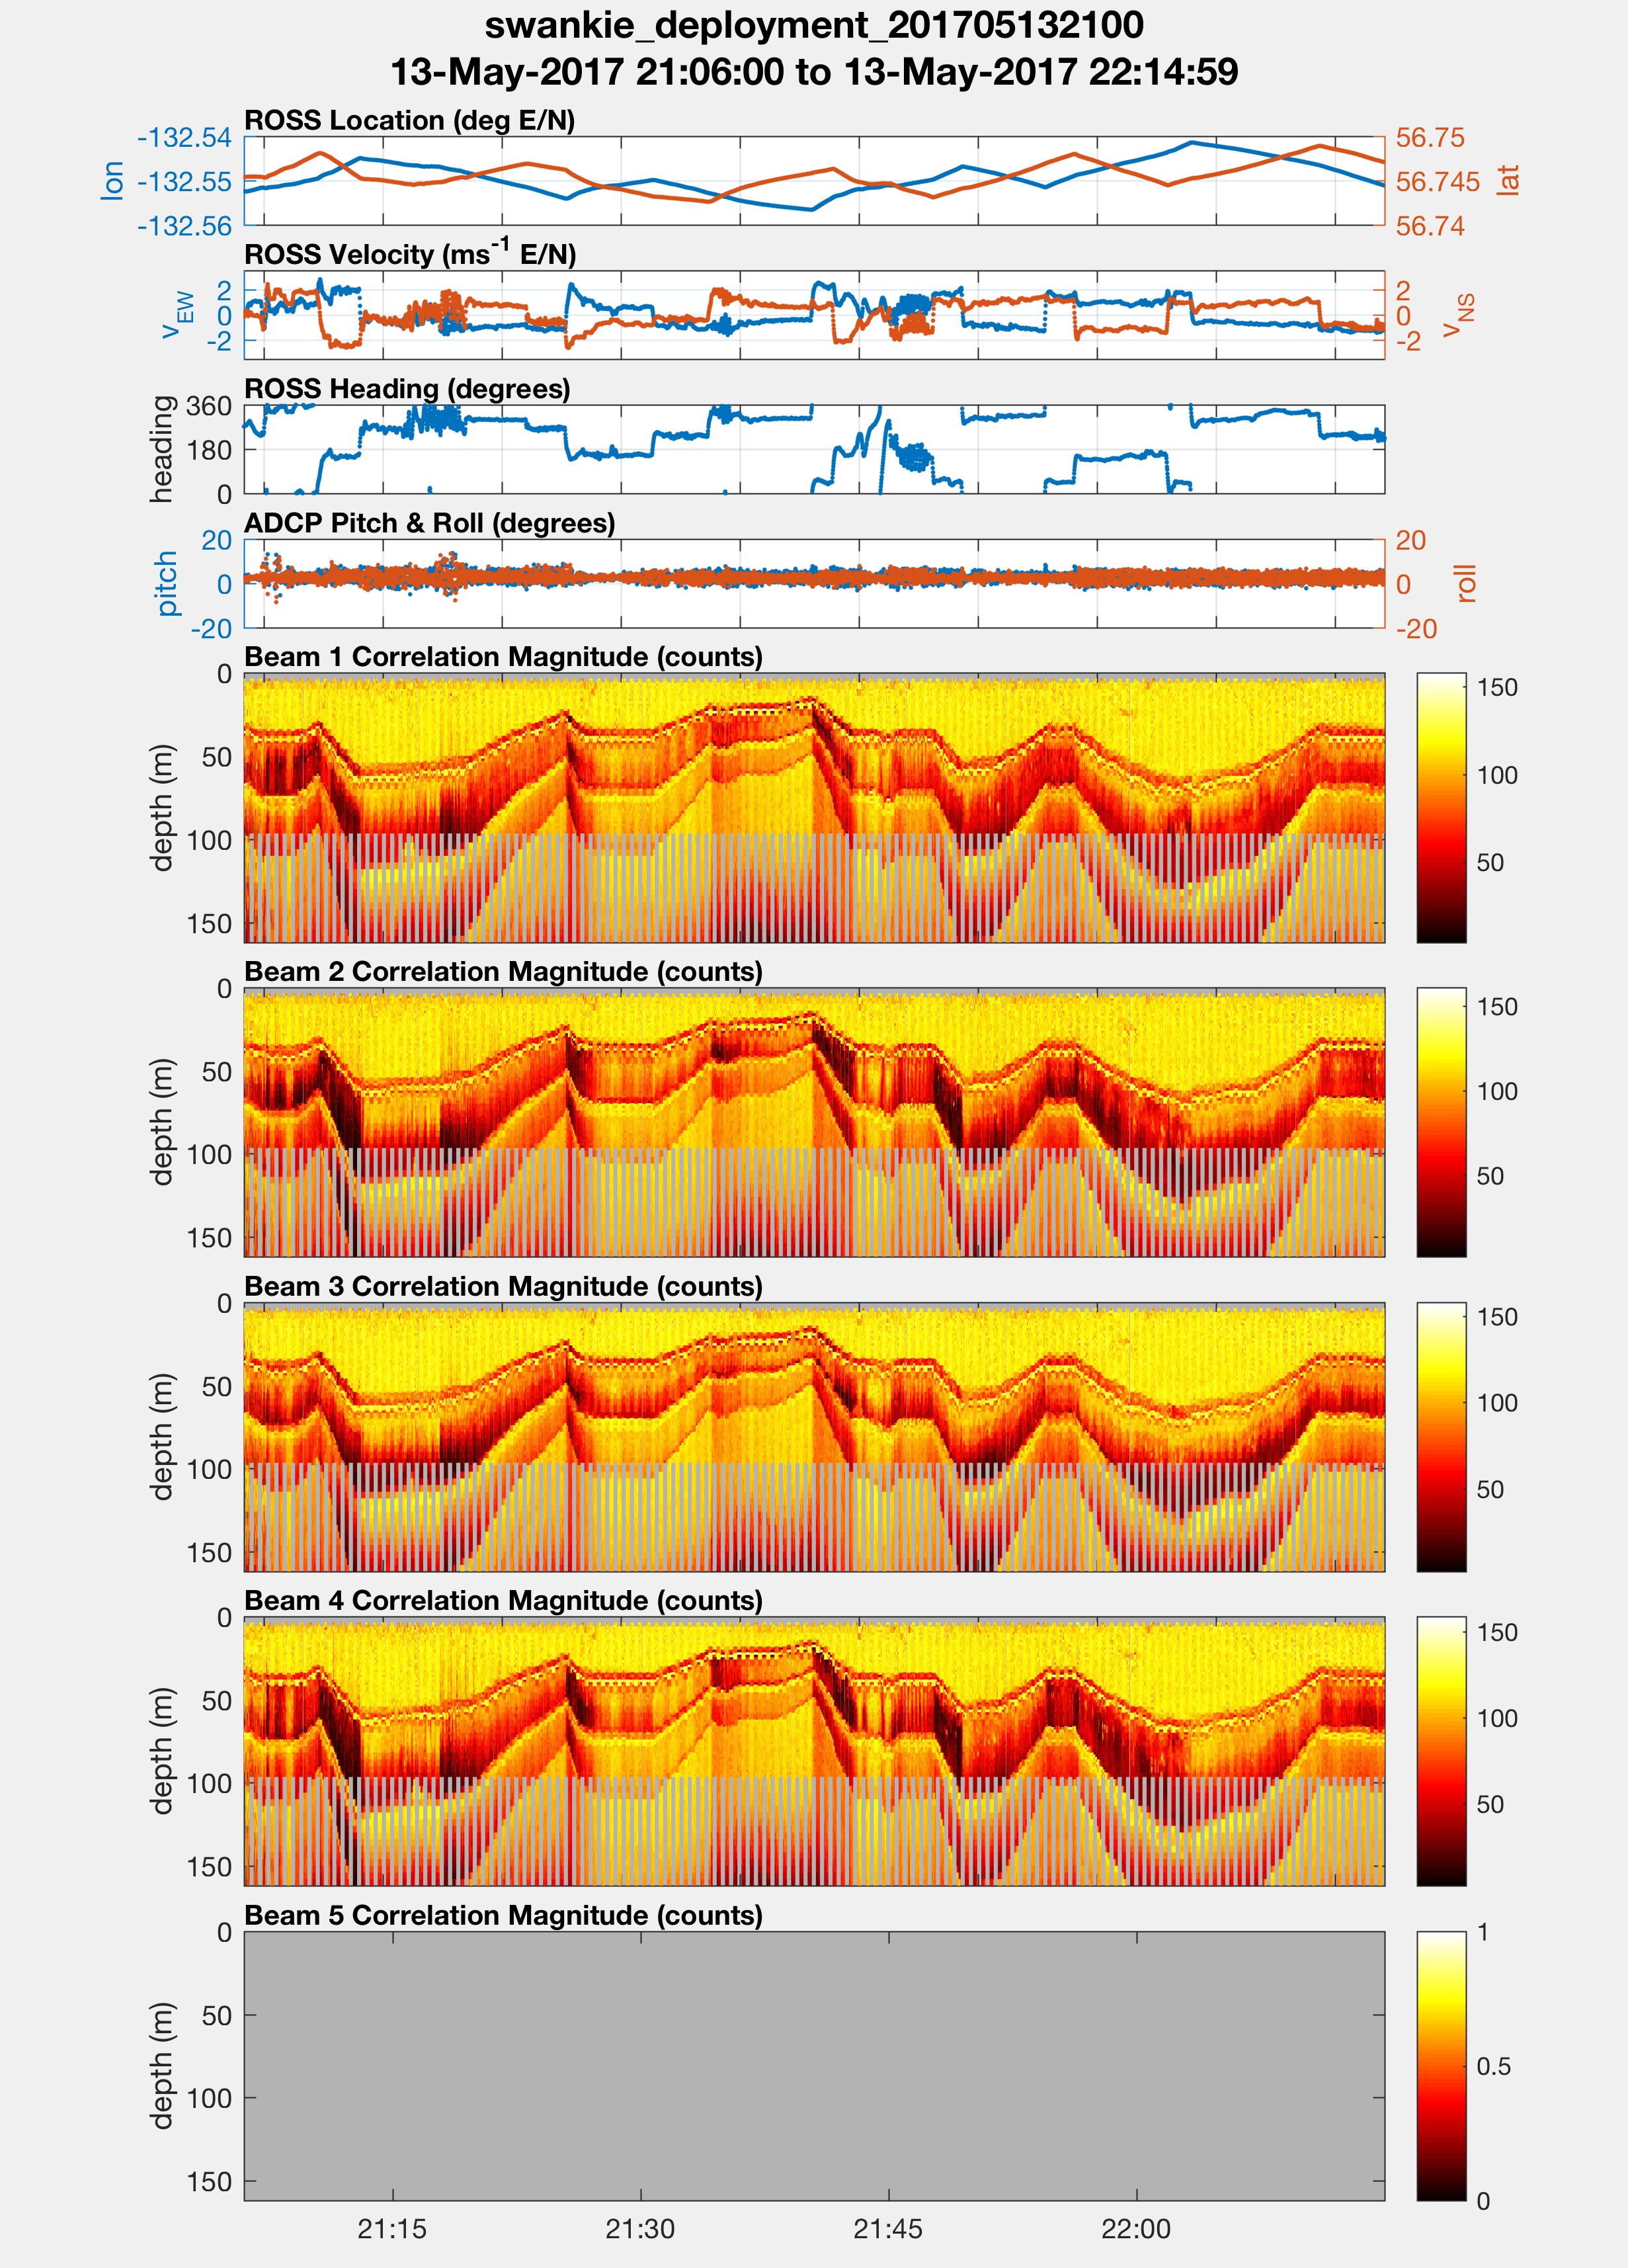 swankie_deployment_201705132100
13-May-2017 21:06:00 to 13-May-2017 22:14:59
ROSS Location (deg E/N)
-132.54
-132.55
-132.56
lon
56.75
56.745
56.74
lat
ROSS Velocity (ms-1 E/N)
2
0
-2
vEW
2
0
-2
vNS
ROSS Heading (degrees)
360
180
0
heading
ADCP Pitch & Roll (degrees)
20
0
-20
pitch
20
0
-20
roll
Beam 1 Correlation Magnitude (counts)
0
50
100
150
depth (m)
150
100
50
Beam 2 Correlation Magnitude (counts)
0
50
100
150
depth (m)
150
100
50
Beam 3 Correlation Magnitude (counts)
0
50
100
150
depth (m)
150
100
50
Beam 4 Correlation Magnitude (counts)
0
50
100
150
depth (m)
150
100
50
Beam 5 Correlation Magnitude (counts)
0
50
100
150
depth (m)
1
0.5
0
21:15 21:30 21:45 22:00